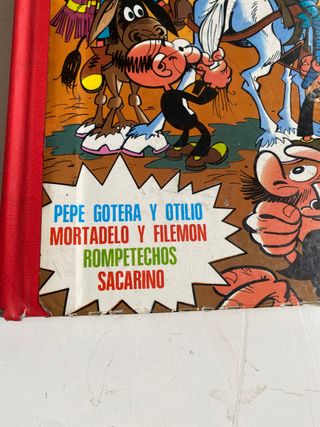 PEPE GOTERA Y OTILIO
MORTADELO Y FILEMON
ROMPETECHOS
SACARINO